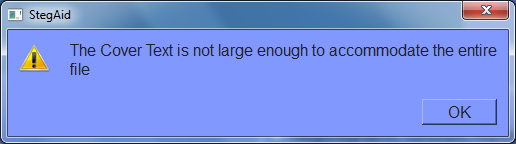 StegAid
The Cover Text is not large enough to accommodate the entire
file
OK